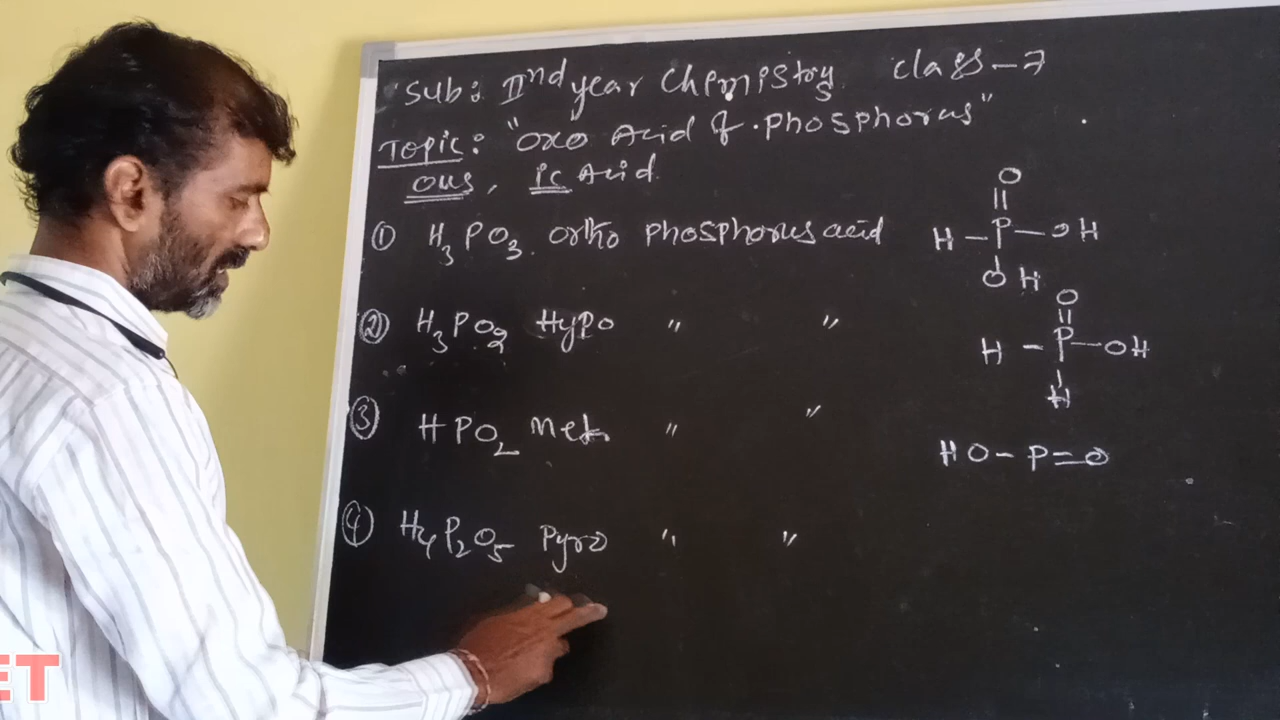 Sub: IInd year Chemistry class-7
Topic: "Oxo Acid of phosphorus"
ous, ic Acid
① H3PO3 ortho phosphorus acid
O
||
H-P-OH
|
OH
② H3PO2 Hypo " "
O
||
H-P-OH
|
H
③ HPO2 Meta " "
HO-P=O
④ H4P2O5 Pyro " "
ET